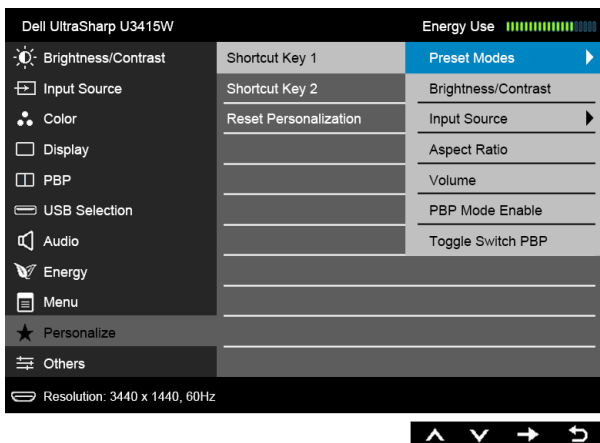 Dell UltraSharp U3415W
Energy Use
Brightness/Contrast
Input Source
Color
Display
PBP
USB Selection
Audio
Energy
Menu
Personalize
Others
Shortcut Key 1
Shortcut Key 2
Reset Personalization
Preset Modes
Brightness/Contrast
Input Source
Aspect Ratio
Volume
PBP Mode Enable
Toggle Switch PBP
Resolution: 3440 x 1440, 60Hz